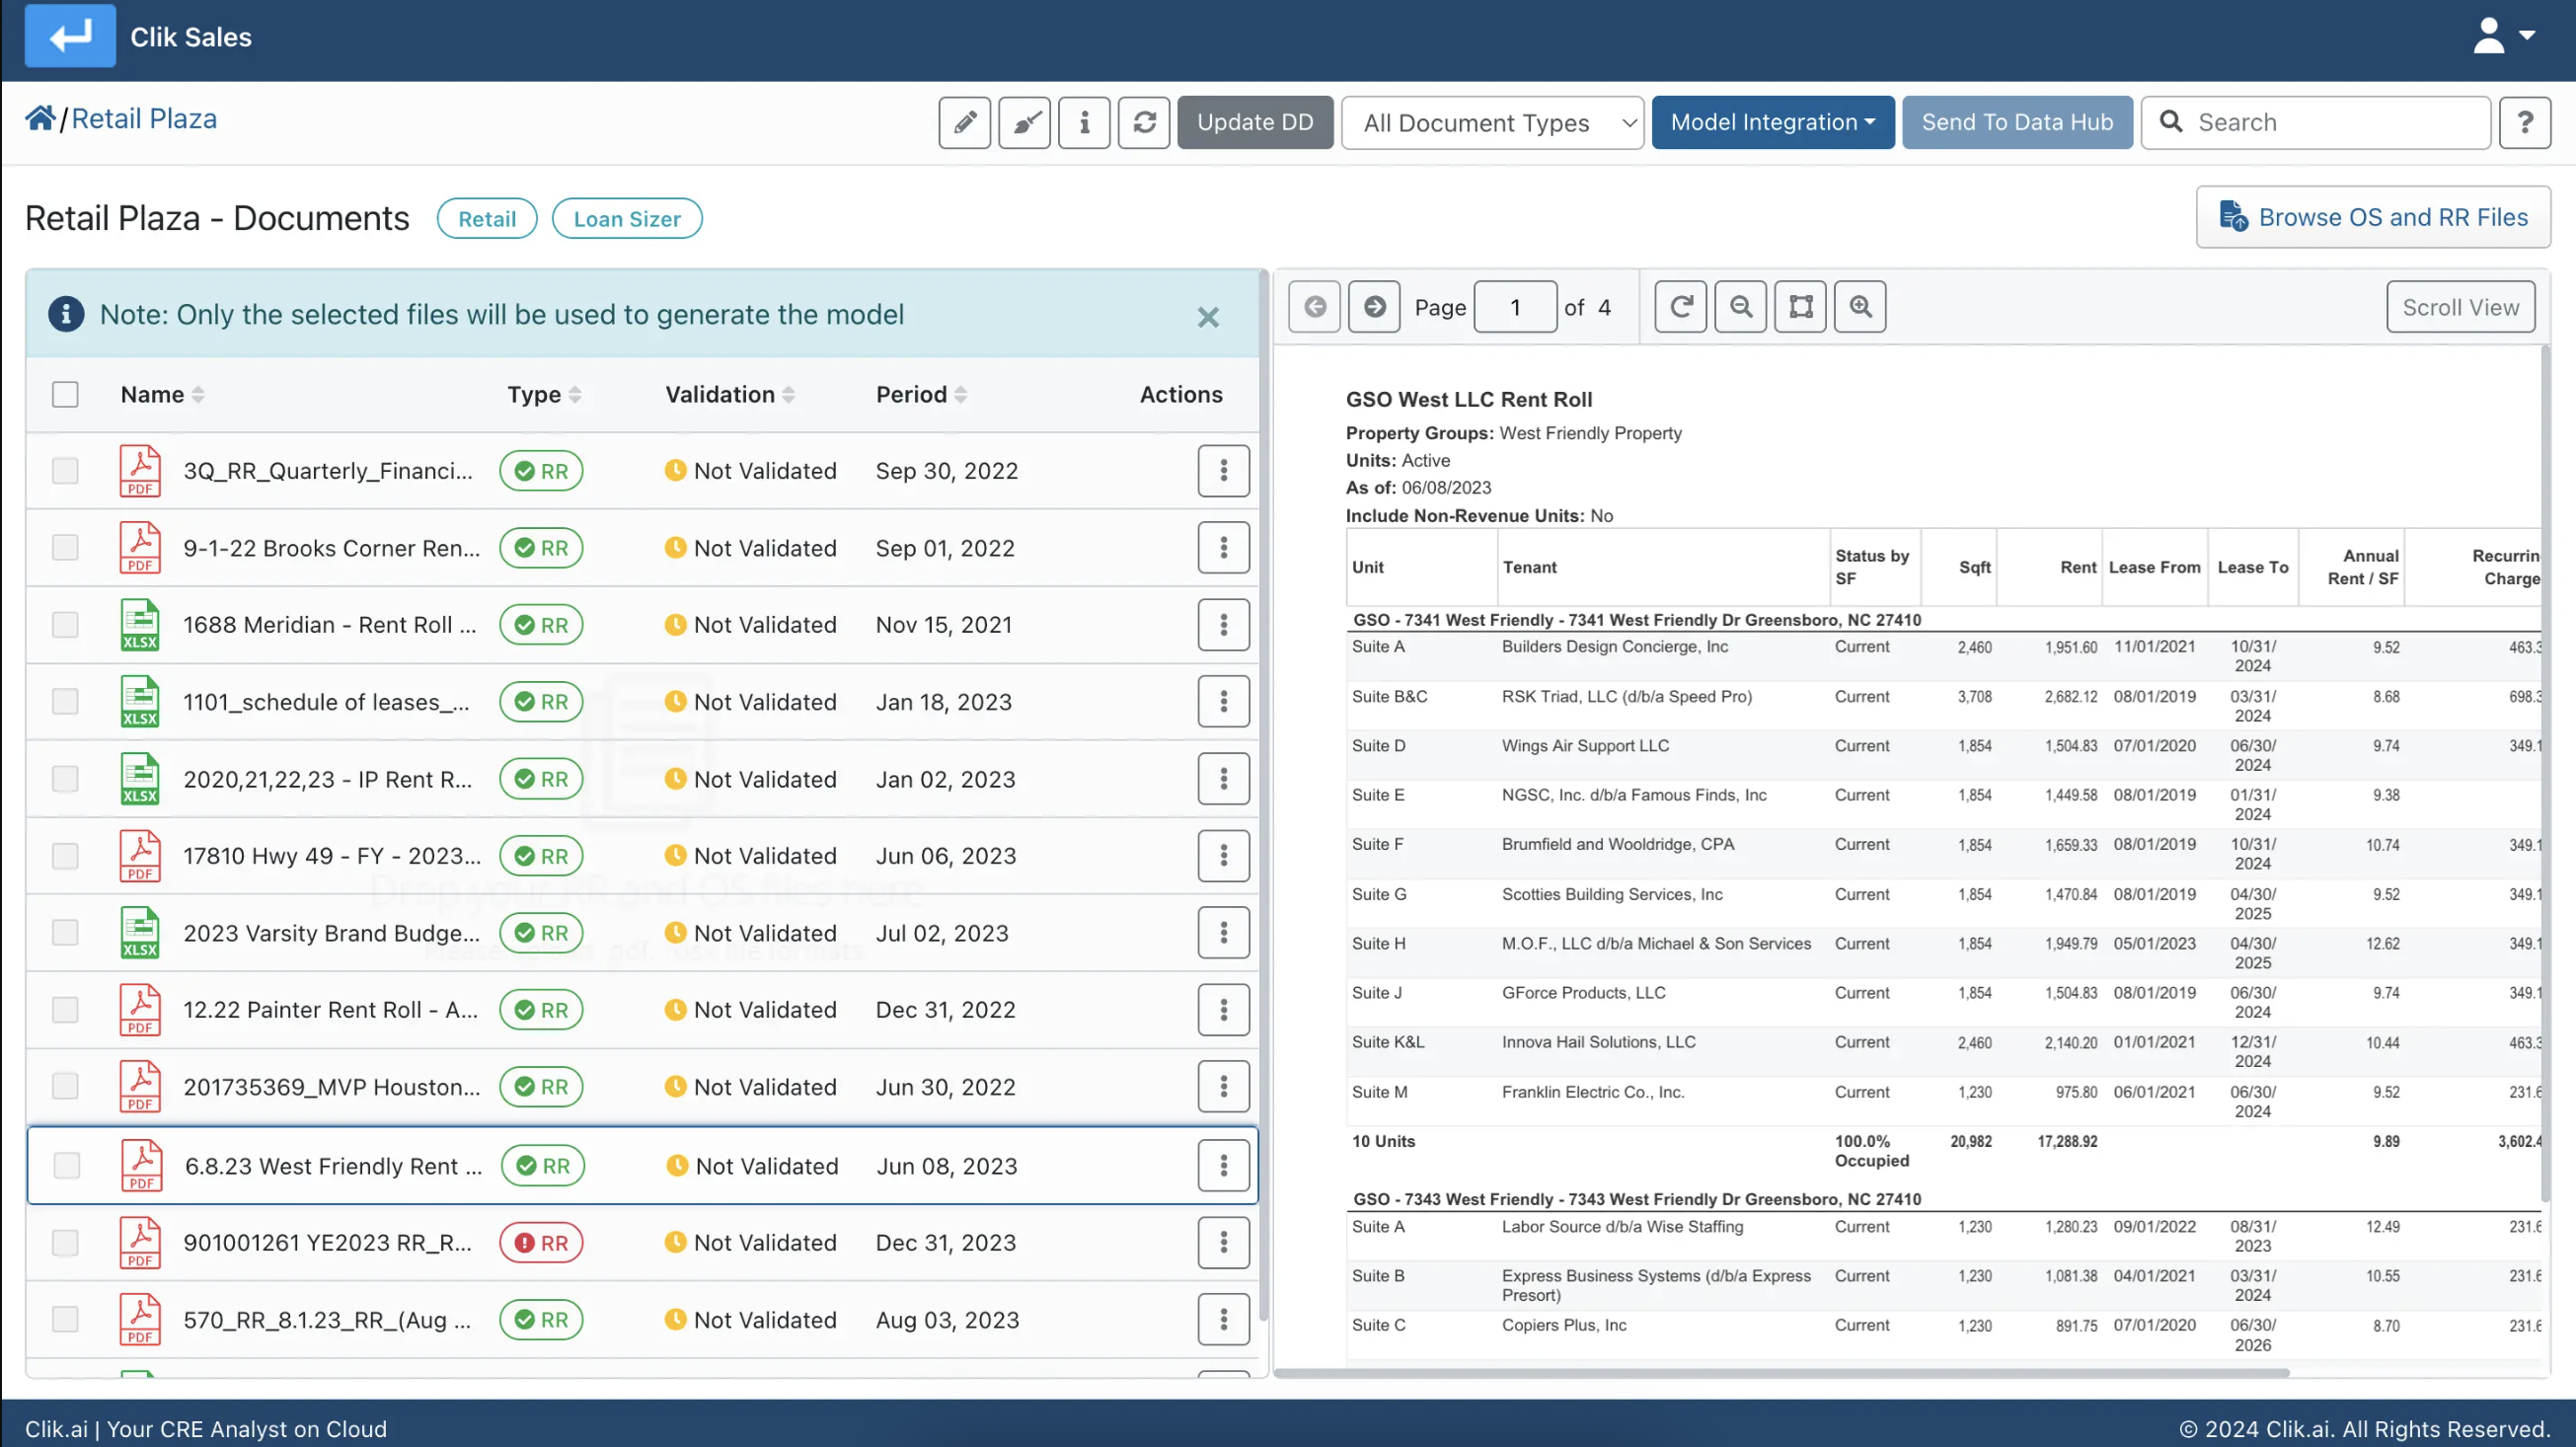 Clik Sales
/Retail Plaza
Update DD
All Document Types
Model Integration
Send To Data Hub
Search
?
Retail Plaza - Documents
Retail
Loan Sizer
Browse OS and RR Files
Note: Only the selected files will be used to generate the model
Name Type Validation Period Actions
PDF 3Q_RR_Quarterly_Financi... RR Not Validated Sep 30, 2022
PDF 9-1-22 Brooks Corner Ren... RR Not Validated Sep 01, 2022
XLSX 1688 Meridian - Rent Roll ... RR Not Validated Nov 15, 2021
XLSX 1101_schedule of leases_... RR Not Validated Jan 18, 2023
XLSX 2020,21,22,23 - IP Rent R... RR Not Validated Jan 02, 2023
PDF 17810 Hwy 49 - FY - 2023... RR Not Validated Jun 06, 2023
Drop your RR and OS files here
XLSX 2023 Varsity Brand Budge... RR Not Validated Jul 02, 2023
PDF 12.22 Painter Rent Roll - A... RR Not Validated Dec 31, 2022
PDF 201735369_MVP Houston... RR Not Validated Jun 30, 2022
PDF 6.8.23 West Friendly Rent ... RR Not Validated Jun 08, 2023
PDF 901001261 YE2023 RR_R... RR Not Validated Dec 31, 2023
PDF 570_RR_8.1.23_RR_(Aug ... RR Not Validated Aug 03, 2023
Page 1 of 4
Scroll View
GSO West LLC Rent Roll
Property Groups: West Friendly Property
Units: Active
As of: 06/08/2023
Include Non-Revenue Units: No
Unit Tenant Status by SF Sqft Rent Lease From Lease To Annual Rent / SF Recurrin Charge
GSO - 7341 West Friendly - 7341 West Friendly Dr Greensboro, NC 27410
Suite A Builders Design Concierge, Inc Current 2,460 1,951.60 11/01/2021 10/31/2024 9.52 463.3
Suite B&C RSK Triad, LLC (d/b/a Speed Pro) Current 3,708 2,682.12 08/01/2019 03/31/2024 8.68 698.3
Suite D Wings Air Support LLC Current 1,854 1,504.83 07/01/2020 06/30/2024 9.74 349.1
Suite E NGSC, Inc. d/b/a Famous Finds, Inc Current 1,854 1,449.58 08/01/2019 01/31/2024 9.38
Suite F Brumfield and Wooldridge, CPA Current 1,854 1,659.33 08/01/2019 10/31/2024 10.74 349.1
Suite G Scotties Building Services, Inc Current 1,854 1,470.84 08/01/2019 04/30/2025 9.52 349.1
Suite H M.O.F., LLC d/b/a Michael & Son Services Current 1,854 1,949.79 05/01/2023 04/30/2025 12.62 349.1
Suite J GForce Products, LLC Current 1,854 1,504.83 08/01/2019 06/30/2024 9.74 349.1
Suite K&L Innova Hail Solutions, LLC Current 2,460 2,140.20 01/01/2021 12/31/2024 10.44 463.3
Suite M Franklin Electric Co., Inc. Current 1,230 975.80 06/01/2021 06/30/2024 9.52 231.6
10 Units 100.0% Occupied 20,982 17,288.92 9.89 3,602.4
GSO - 7343 West Friendly - 7343 West Friendly Dr Greensboro, NC 27410
Suite A Labor Source d/b/a Wise Staffing Current 1,230 1,280.23 09/01/2022 08/31/2023 12.49 231.6
Suite B Express Business Systems (d/b/a Express Presort) Current 1,230 1,081.38 04/01/2021 03/31/2024 10.55 231.6
Suite C Copiers Plus, Inc Current 1,230 891.75 07/01/2020 06/30/2026 8.70 231.6
Clik.ai | Your CRE Analyst on Cloud
© 2024 Clik.ai. All Rights Reserved.